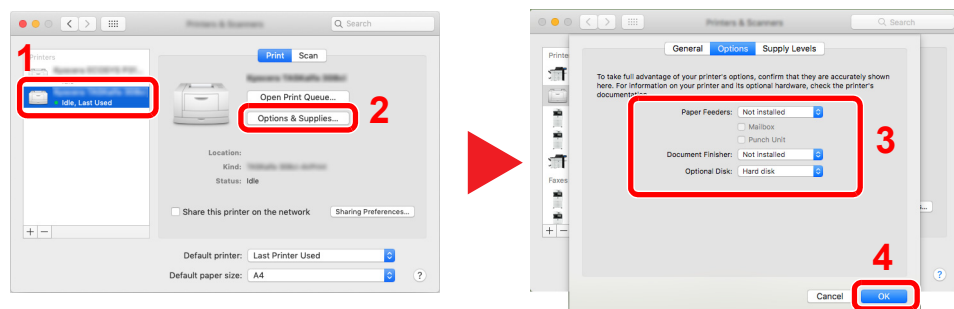 Search
1
Printers
Print Scan
Idle, Last Used
Open Print Queue...
Options & Supplies...
2
Location:
Kind:
Status: Idle
Share this printer on the network Sharing Preferences...
+ −
Default printer: Last Printer Used
Default paper size: A4 ?
Printers & Scanners Search
Printe
General Options Supply Levels
To take full advantage of your printer's options, confirm that they are accurately shown
here. For information on your printer and its optional hardware, check the printer's
documentation.
Paper Feeders: Not installed
Mailbox
Punch Unit
Document Finisher: Not installed
Optional Disk: Hard disk
3
Faxes
+ −
4
?
Cancel OK